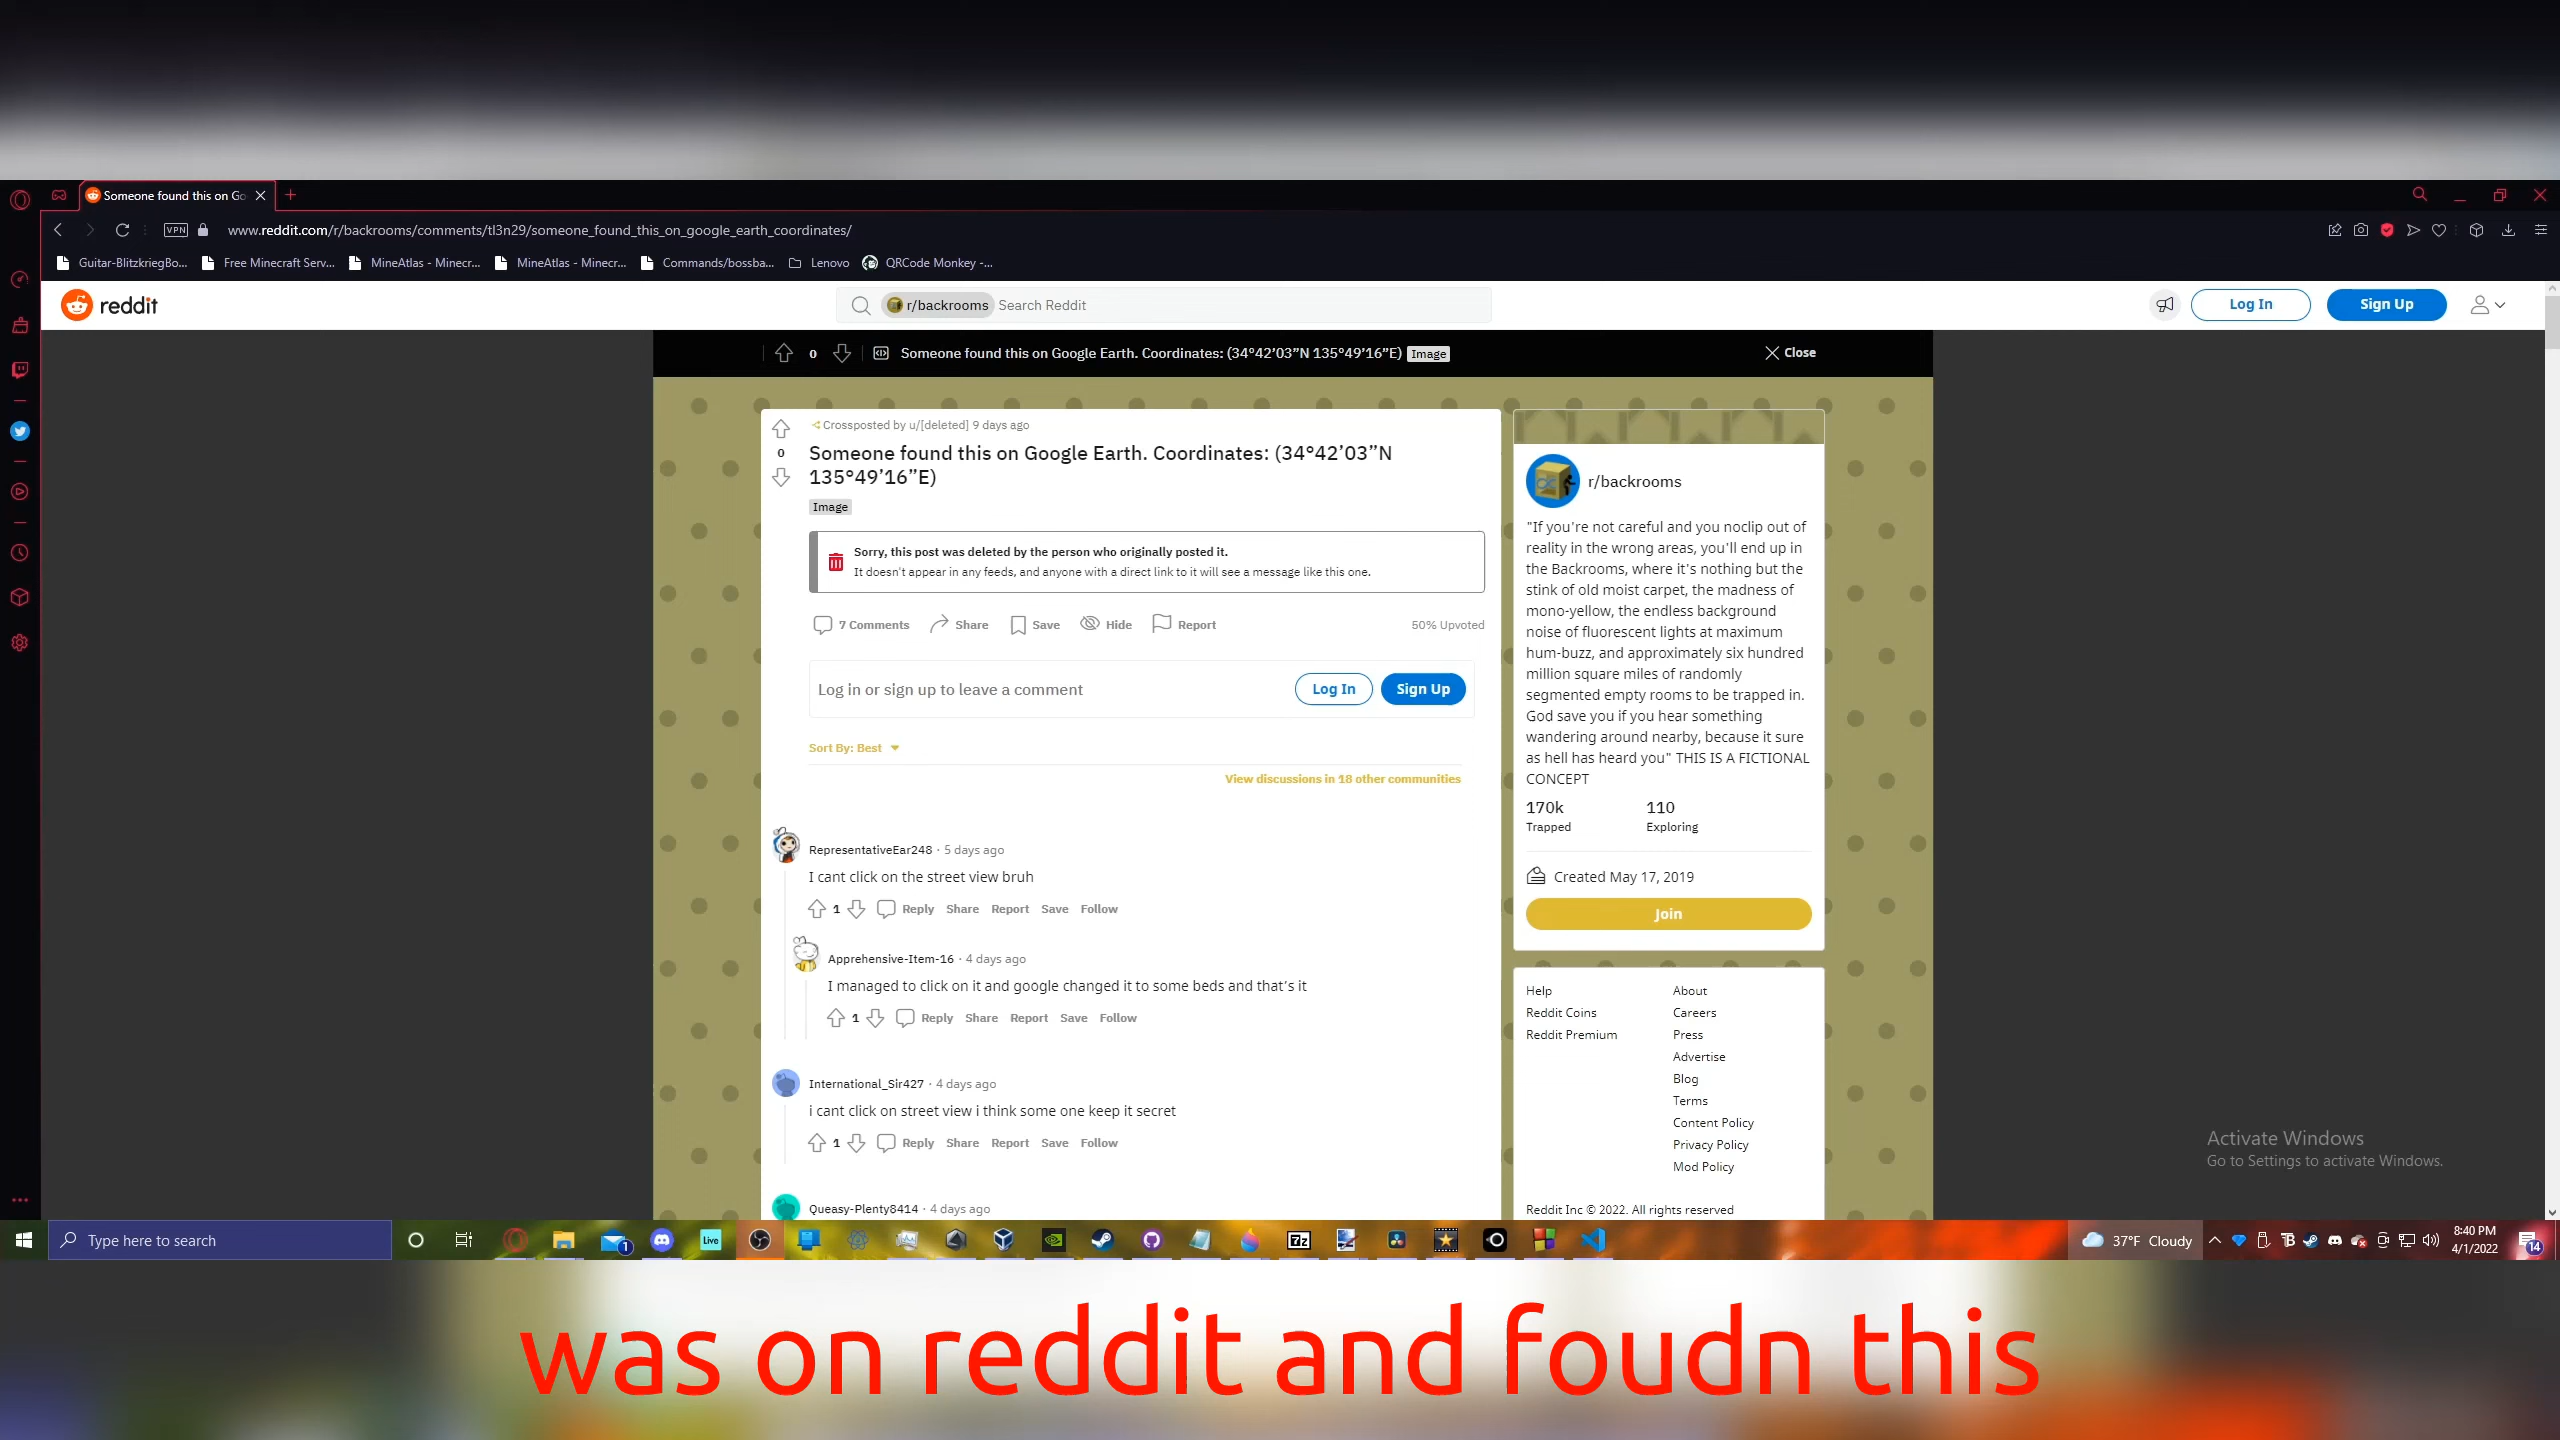 Someone found this on Go
VPN
www.reddit.com/r/backrooms/comments/tl3n29/someone_found_this_on_google_earth_coordinates/
Guitar-BlitzkriegBo... Free Minecraft Serv... MineAtlas - Minecr... MineAtlas - Minecr... Commands/bossba... Lenovo QRCode Monkey -...
reddit r/backrooms Search Reddit Log In Sign Up
0 Someone found this on Google Earth. Coordinates: (34°42’03”N 135°49’16”E) Image Close
Crossposted by u/[deleted] 9 days ago
0
Someone found this on Google Earth. Coordinates: (34°42’03”N
135°49’16”E)
Image
Sorry, this post was deleted by the person who originally posted it.
It doesn't appear in any feeds, and anyone with a direct link to it will see a message like this one.
7 Comments Share Save Hide Report 50% Upvoted
Log in or sign up to leave a comment Log In Sign Up
Sort By: Best
View discussions in 18 other communities
RepresentativeEar248 · 5 days ago
I cant click on the street view bruh
1 Reply Share Report Save Follow
Apprehensive-Item-16 · 4 days ago
I managed to click on it and google changed it to some beds and that’s it
1 Reply Share Report Save Follow
International_Sir427 · 4 days ago
i cant click on street view i think some one keep it secret
1 Reply Share Report Save Follow
Queasy-Plenty8414 · 4 days ago
r/backrooms
"If you're not careful and you noclip out of
reality in the wrong areas, you'll end up in
the Backrooms, where it's nothing but the
stink of old moist carpet, the madness of
mono-yellow, the endless background
noise of fluorescent lights at maximum
hum-buzz, and approximately six hundred
million square miles of randomly
segmented empty rooms to be trapped in.
God save you if you hear something
wandering around nearby, because it sure
as hell has heard you" THIS IS A FICTIONAL
CONCEPT
170k 110
Trapped Exploring
Created May 17, 2019
Join
Help About
Reddit Coins Careers
Reddit Premium Press
Advertise
Blog
Terms
Content Policy
Privacy Policy
Mod Policy
Reddit Inc © 2022. All rights reserved
Activate Windows
Go to Settings to activate Windows.
Type here to search 1 Live 7z 37°F Cloudy 8:40 PM
4/1/2022 14
was on reddit and foudn this